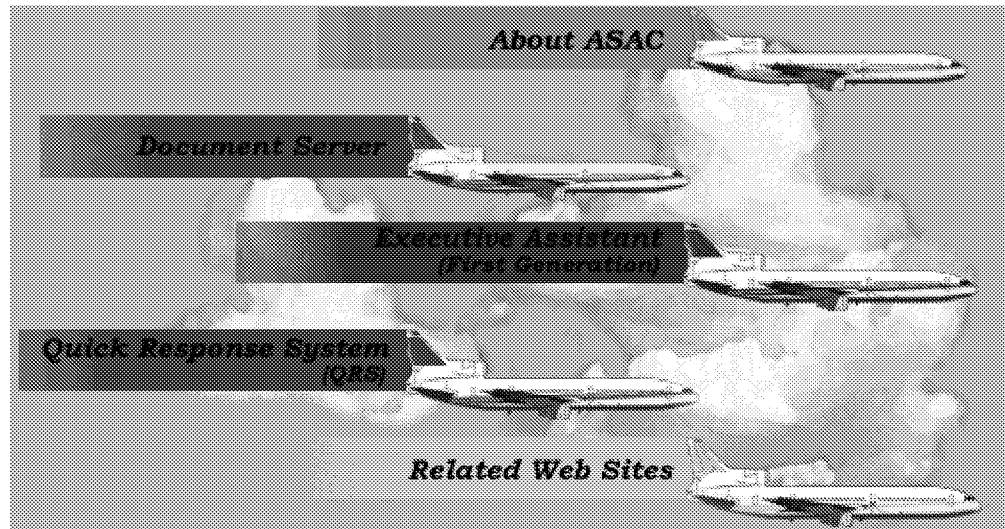 About ASAC
Document Server
Executive Assistant
(First Generation)
Quick Response System
(QRS)
Related Web Sites